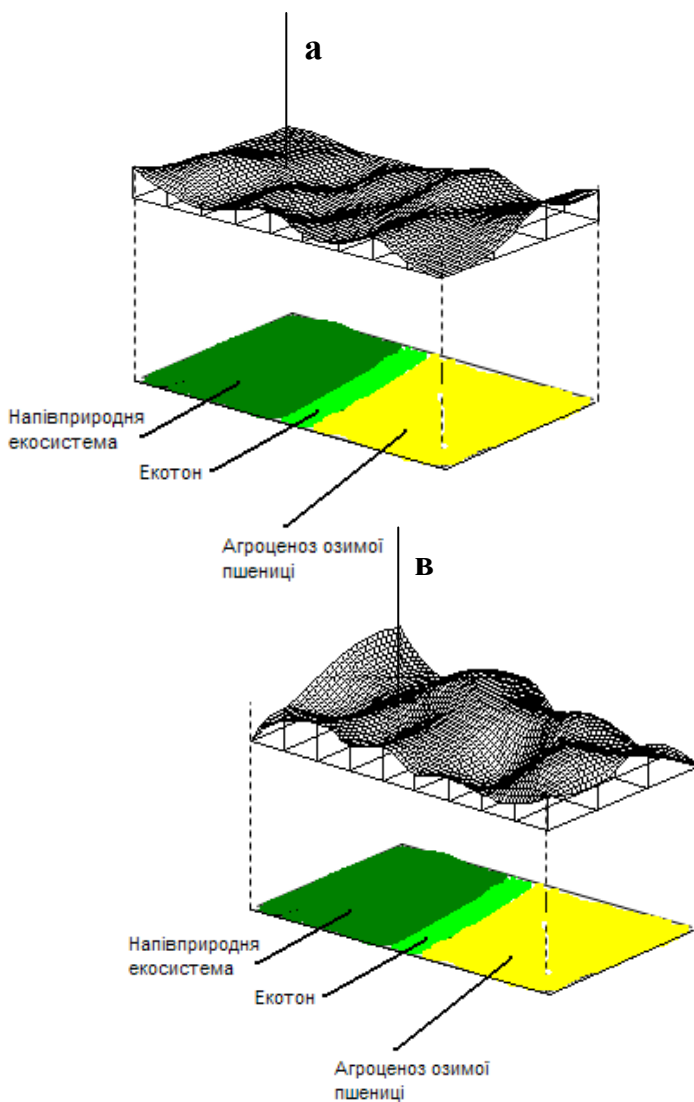 а
Напівприродня
екосистема
Екотон
Агроценоз озимої
пшениці
в
Напівприродня
екосистема
Екотон
Агроценоз озимої
пшениці